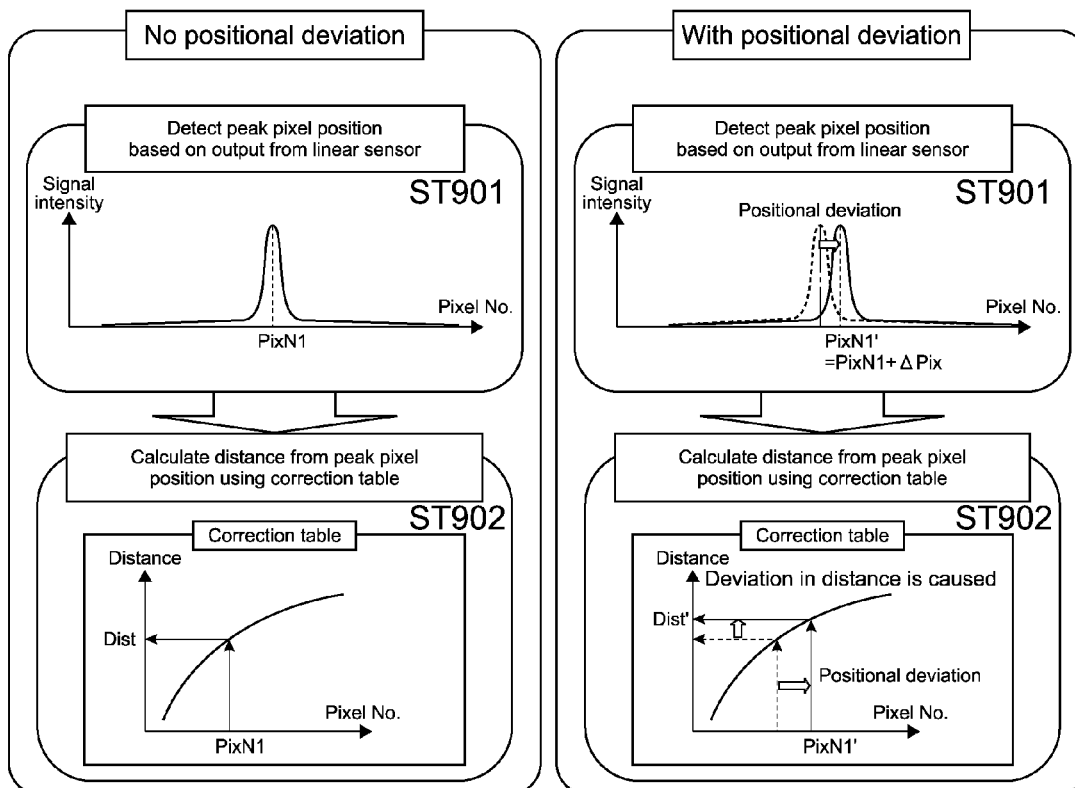 No positional deviation
Detect peak pixel position
based on output from linear sensor
ST901
Signal
intensity
Pixel No.
PixN1
Calculate distance from peak pixel
position using correction table
ST902
Correction table
Distance
Dist
Pixel No.
PixN1
With positional deviation
Detect peak pixel position
based on output from linear sensor
ST901
Signal
intensity
Positional deviation
Pixel No.
PixN1'
=PixN1+ Δ Pix
Calculate distance from peak pixel
position using correction table
ST902
Correction table
Distance
Deviation in distance is caused
Dist'
Positional deviation
Pixel No.
PixN1'